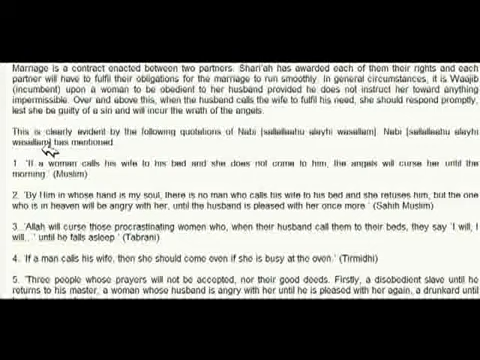 Marriage is a contract enacted between two partners. Shari'ah has awarded each of them their rights and each
partner will have to fulfil their obligations for the marriage to run smoothly. In general circumstances, it is Waajib
(incumbent) upon a woman to be obedient to her husband provided he does not instruct her toward anything
impermissible. Over and above this, when the husband calls the wife to fulfil his need, she should respond promptly,
lest she be guilty of a sin and will incur the wrath of the angels.
This is clearly evident by the following quotations of Nabi [sallallaahu alayhi wasallam]. Nabi [sallallaahu alayhi
wasallam] has mentioned
1. 'If a woman calls his wife to his bed and she does not come to him, the angels will curse her until the
morning.' (Muslim)
2. 'By Him in whose hand is my soul, there is no man who calls his wife to his bed and she refuses him, but the one
who is in heaven will be angry with her, until the husband is pleased with her once more.' (Sahih Muslim)
3. 'Allah will curse those procrastinating women who, when their husband call them to their beds, they say 'I will, I
will...' until he falls asleep.' (Tabrani)
4. 'If a man calls his wife, then she should come even if she is busy at the oven.' (Tirmidhi)
5. 'Three people whose prayers will not be accepted, nor their good deeds. Firstly, a disobedient slave until he
returns to his master, a woman whose husband is angry with her until he is pleased with her again, a drunkard until